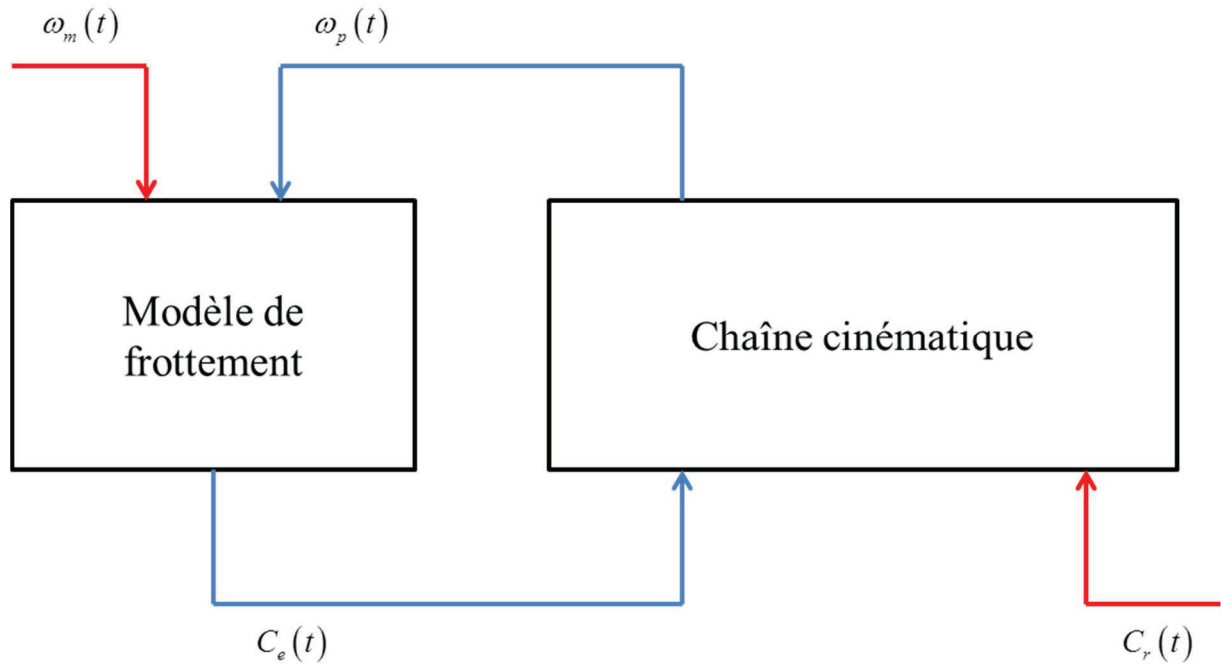 ω_m(t)
ω_p(t)
Modèle de
frottement
Chaîne cinématique
C_e(t)
C_r(t)